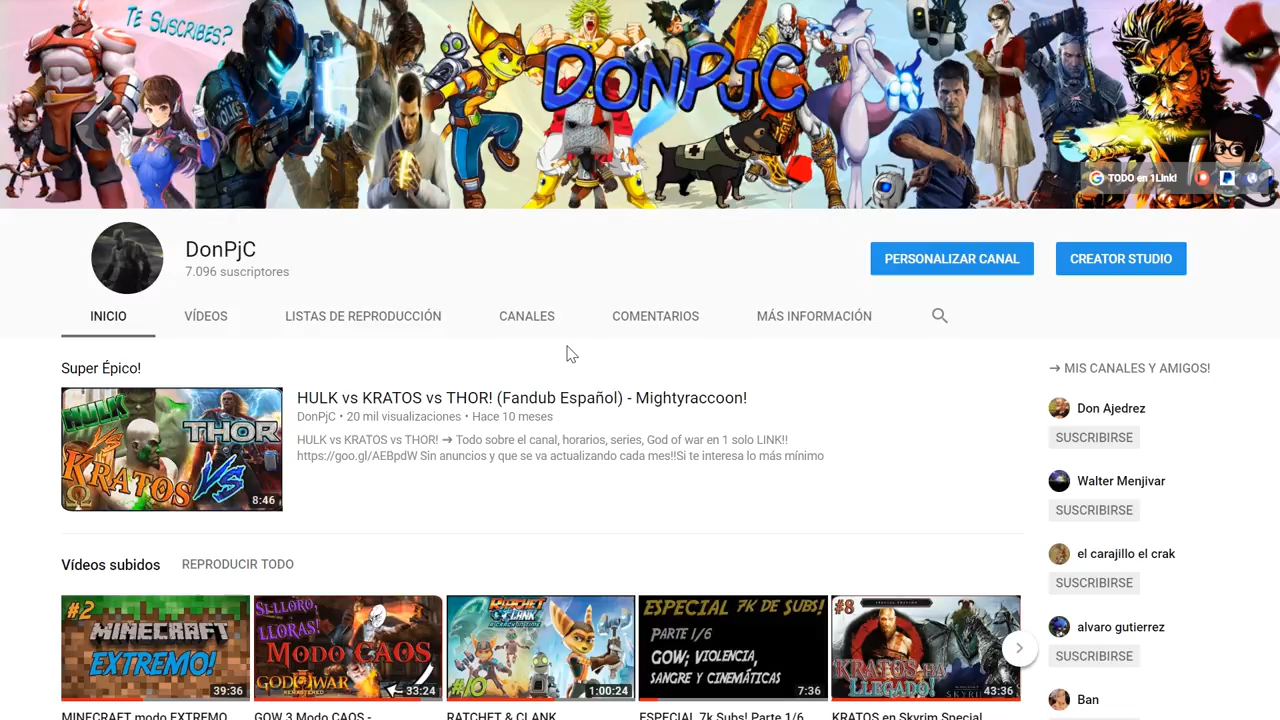 TE SUSCRIBES?
DONPJC
POLICE
TODO en 1Link!
DonPjC
7.096 suscriptores
PERSONALIZAR CANAL
CREATOR STUDIO
INICIO
VÍDEOS
LISTAS DE REPRODUCCIÓN
CANALES
COMENTARIOS
MÁS INFORMACIÓN
Super Épico!
HULK
VS
KRATOS
VS
THOR
8:46
HULK vs KRATOS vs THOR! (Fandub Español) - Mightyraccoon!
DonPjC • 20 mil visualizaciones • Hace 10 meses
HULK vs KRATOS vs THOR! ➔ Todo sobre el canal, horarios, series, God of war en 1 solo LINK!!
https://goo.gl/AEBpdW Sin anuncios y que se va actualizando cada mes!!Si te interesa lo más mínimo
➔ MIS CANALES Y AMIGOS!
Don Ajedrez
SUSCRIBIRSE
Walter Menjivar
SUSCRIBIRSE
el carajillo el crak
SUSCRIBIRSE
alvaro gutierrez
SUSCRIBIRSE
Ban
Vídeos subidos
REPRODUCIR TODO
#2
MINECRAFT
EXTREMO!
39:36
SI LLORO,
LLORAS!
MODO CAOS
GOD OF WAR
REMASTERED
33:24
RATCHET
& CLANK
#10
1:00:24
ESPECIAL 7K DE SUBS!
PARTE 1/6
GOW; VIOLENCIA,
SANGRE Y CINEMÁTICAS
7:36
#8
SPECIAL EDITION
KRATOS HA
LLEGADO!
SKYRIM
43:36
MINECRAFT modo EXTREMO
GOW 3 Modo CAOS -
RATCHET & CLANK
ESPECIAL 7k Subs! Parte 1/6
KRATOS en Skyrim Special